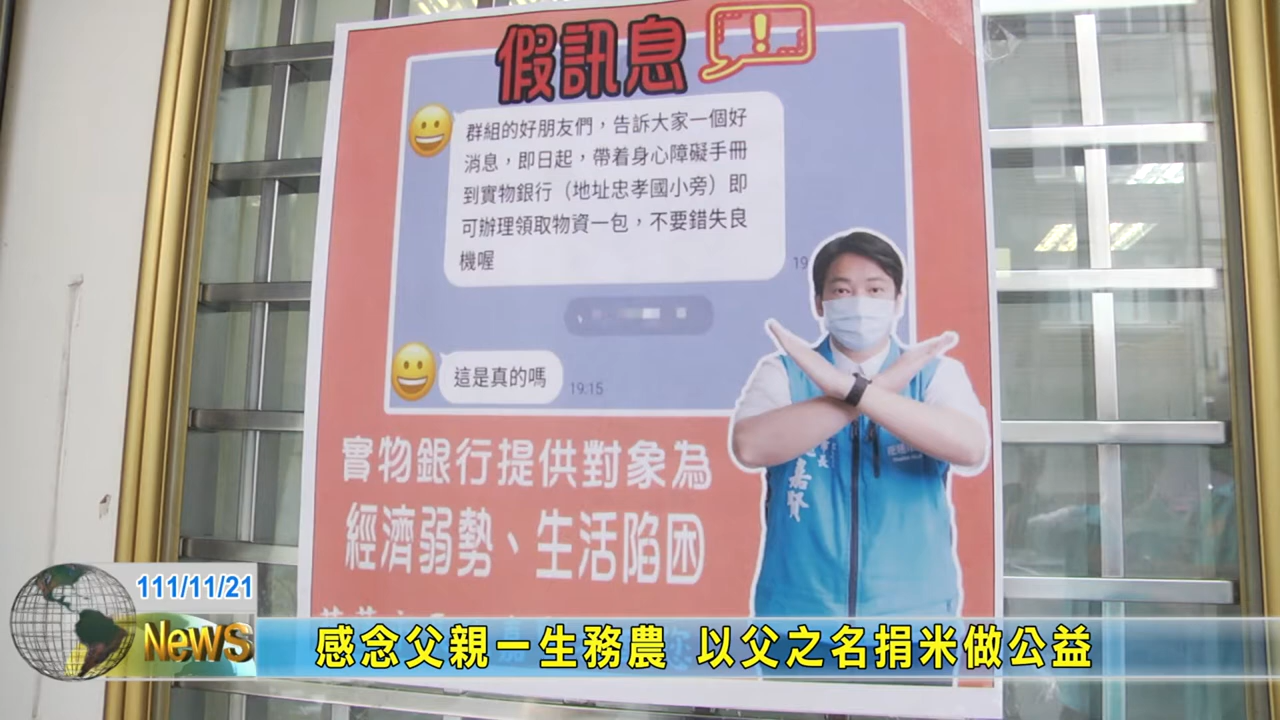 假訊息
群組的好朋友們，告訴大家一個好
消息，即日起，帶着身心障礙手冊
到實物銀行（地址忠孝國小旁）即
可辦理領取物資一包，不要錯失良
機喔
這是真的嗎
19:15
實物銀行提供對象為
經濟弱勢、生活陷困
嘉賢
111/11/21
News
感念父親一生務農 以父之名捐米做公益